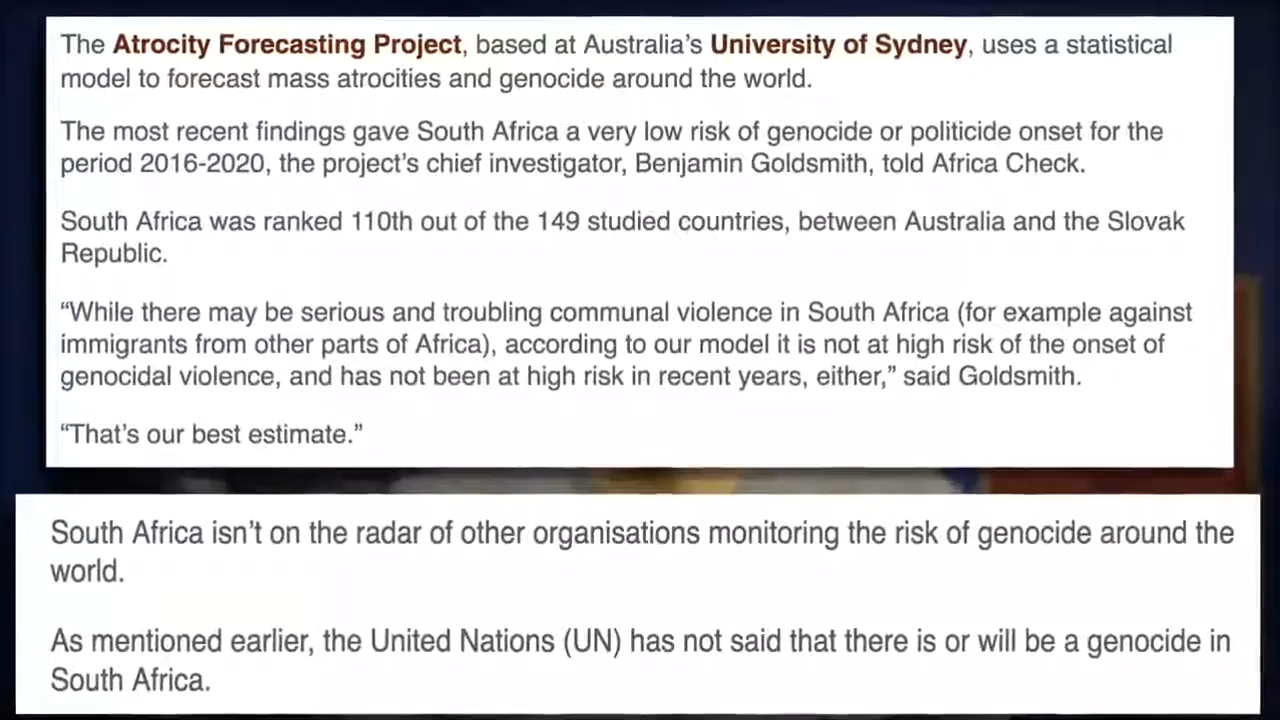 The Atrocity Forecasting Project, based at Australia's University of Sydney, uses a statistical
model to forecast mass atrocities and genocide around the world.
The most recent findings gave South Africa a very low risk of genocide or politicide onset for the
period 2016-2020, the project's chief investigator, Benjamin Goldsmith, told Africa Check.
South Africa was ranked 110th out of the 149 studied countries, between Australia and the Slovak
Republic.
“While there may be serious and troubling communal violence in South Africa (for example against
immigrants from other parts of Africa), according to our model it is not at high risk of the onset of
genocidal violence, and has not been at high risk in recent years, either,” said Goldsmith.
“That's our best estimate.”
South Africa isn't on the radar of other organisations monitoring the risk of genocide around the
world.
As mentioned earlier, the United Nations (UN) has not said that there is or will be a genocide in
South Africa.